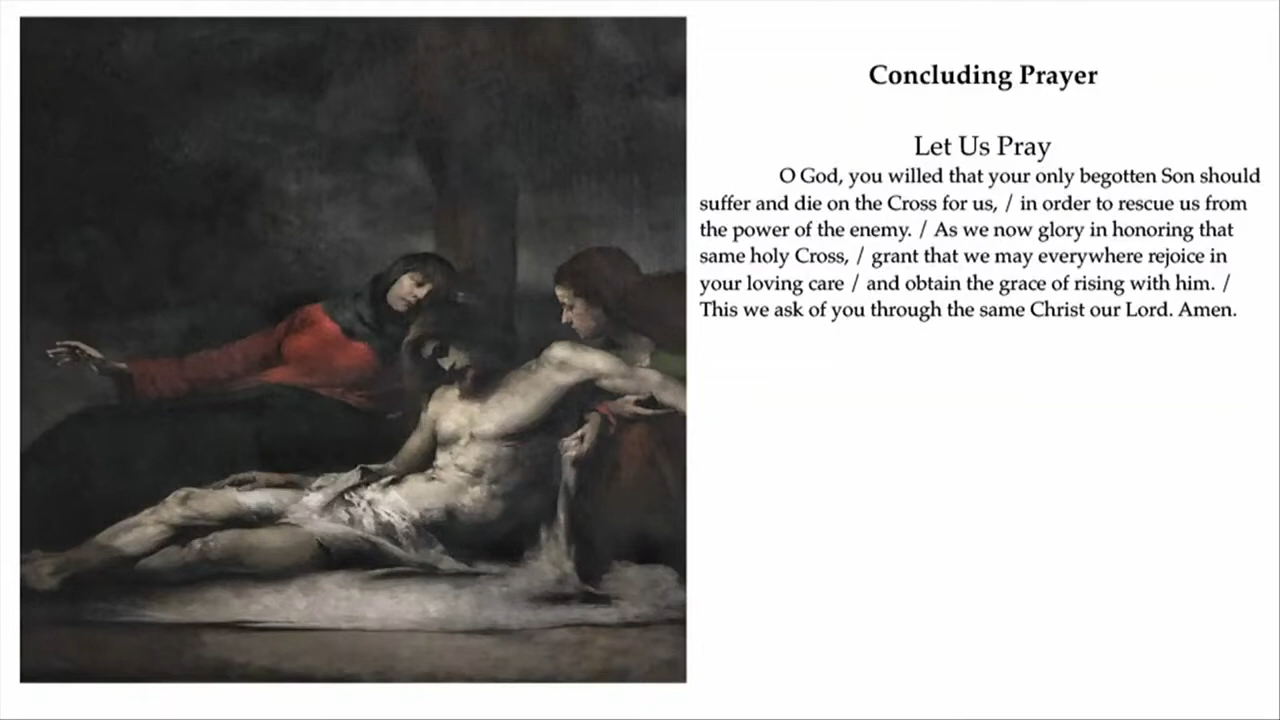 Concluding Prayer
Let Us Pray
O God, you willed that your only begotten Son should
suffer and die on the Cross for us, / in order to rescue us from
the power of the enemy. / As we now glory in honoring that
same holy Cross, / grant that we may everywhere rejoice in
your loving care / and obtain the grace of rising with him. /
This we ask of you through the same Christ our Lord. Amen.